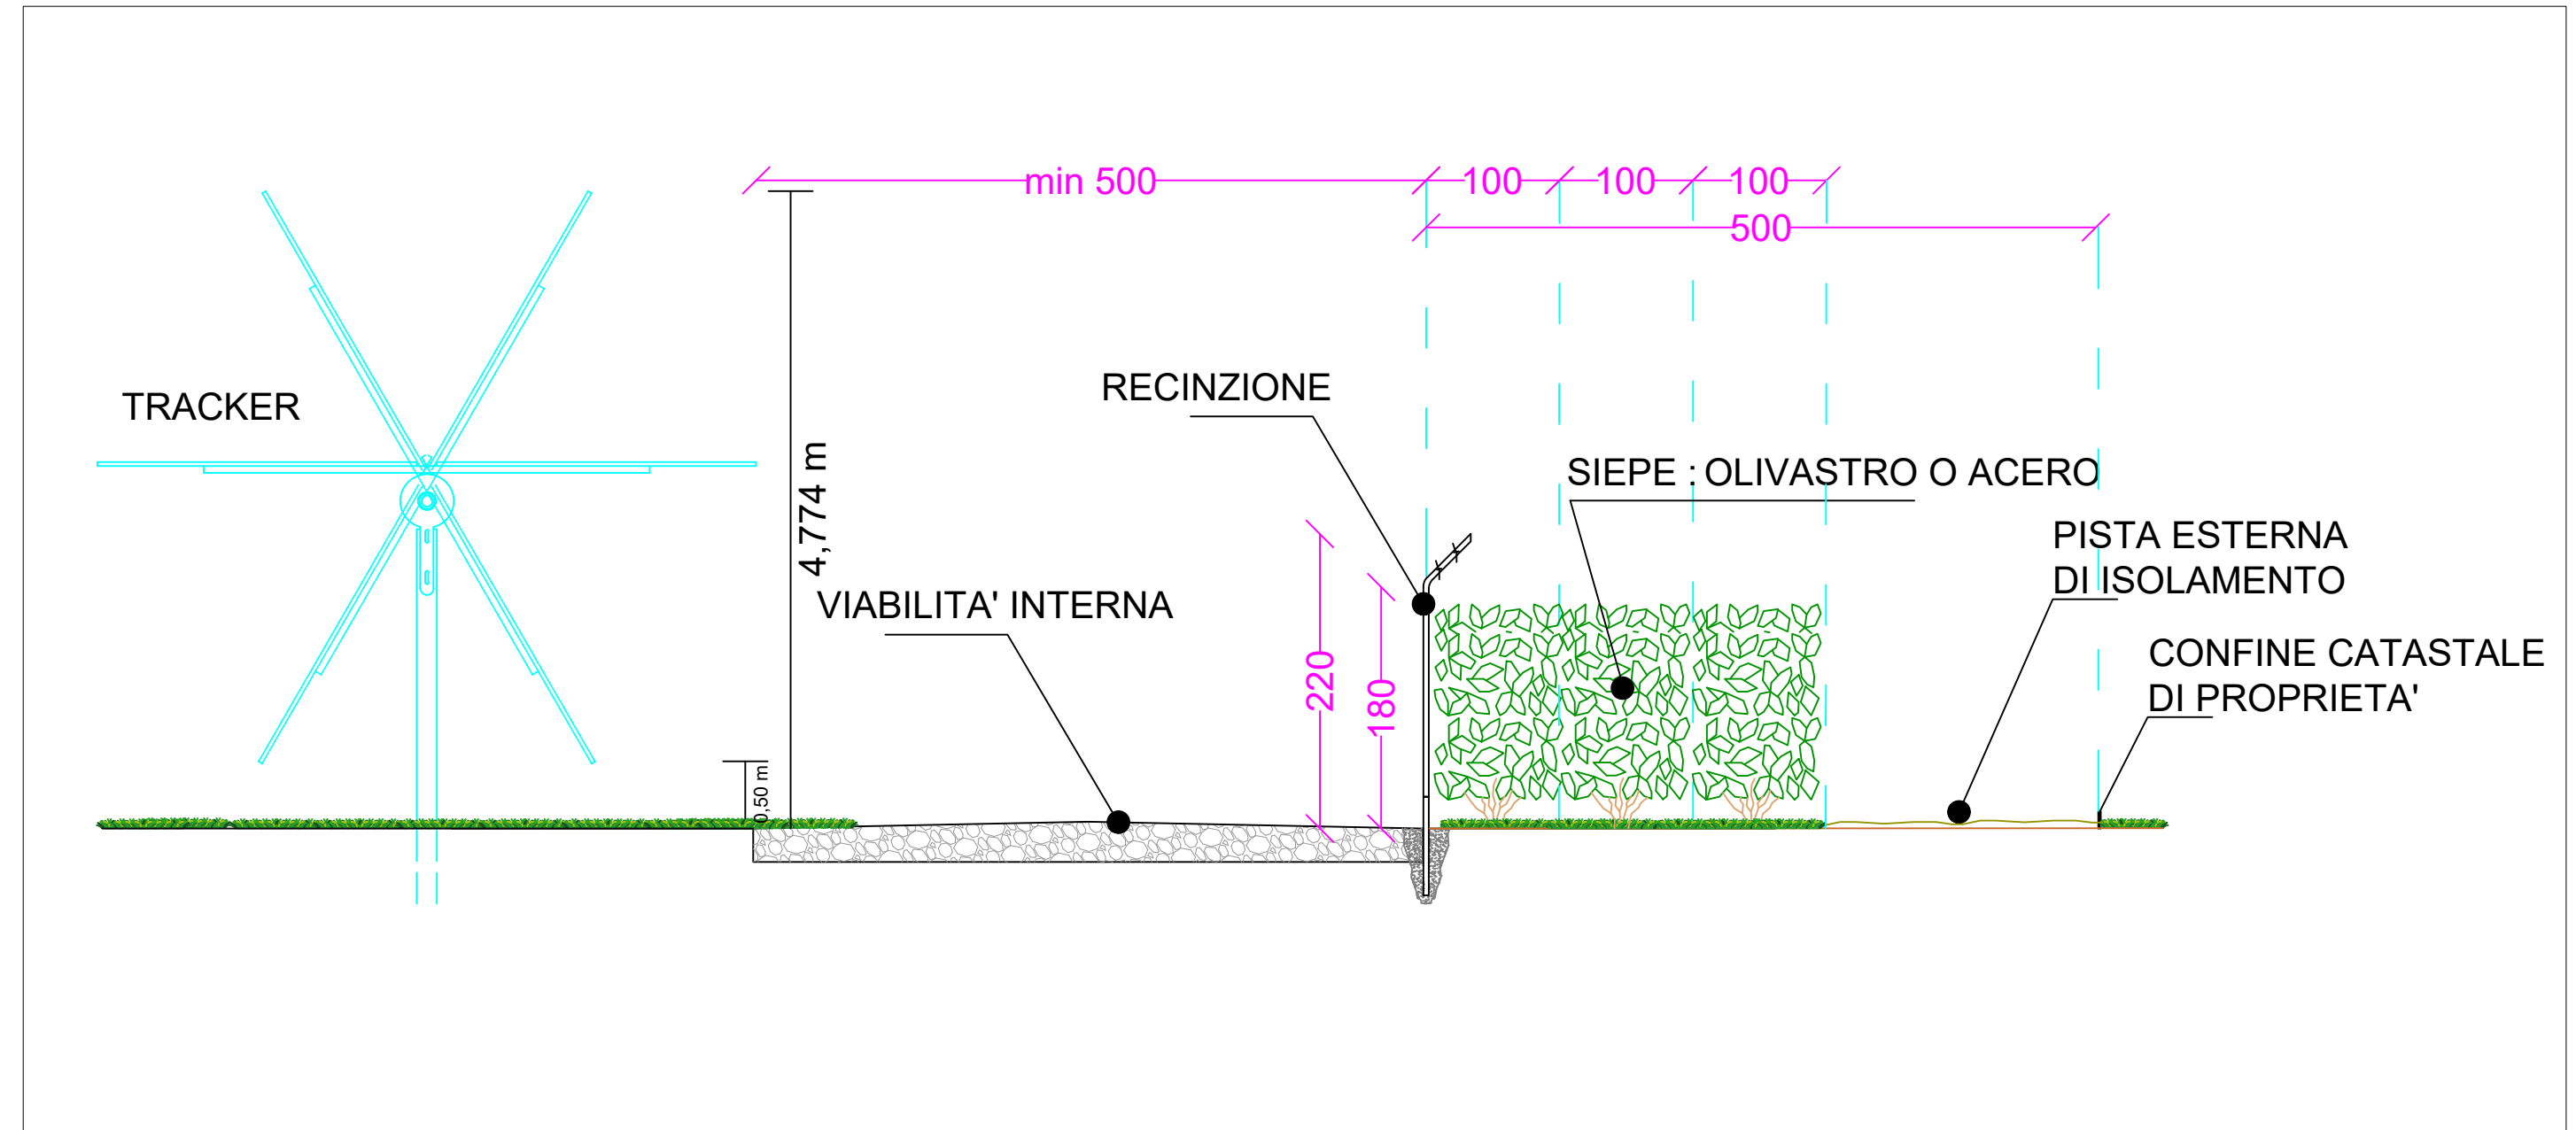 min 500
100
100
100
500
RECINZIONE
TRACKER
4,774 m
SIEPE : OLIVASTRO O ACERO
PISTA ESTERNA
DI ISOLAMENTO
VIABILITA' INTERNA
220
180
CONFINE CATASTALE
DI PROPRIETA'
0,50 m